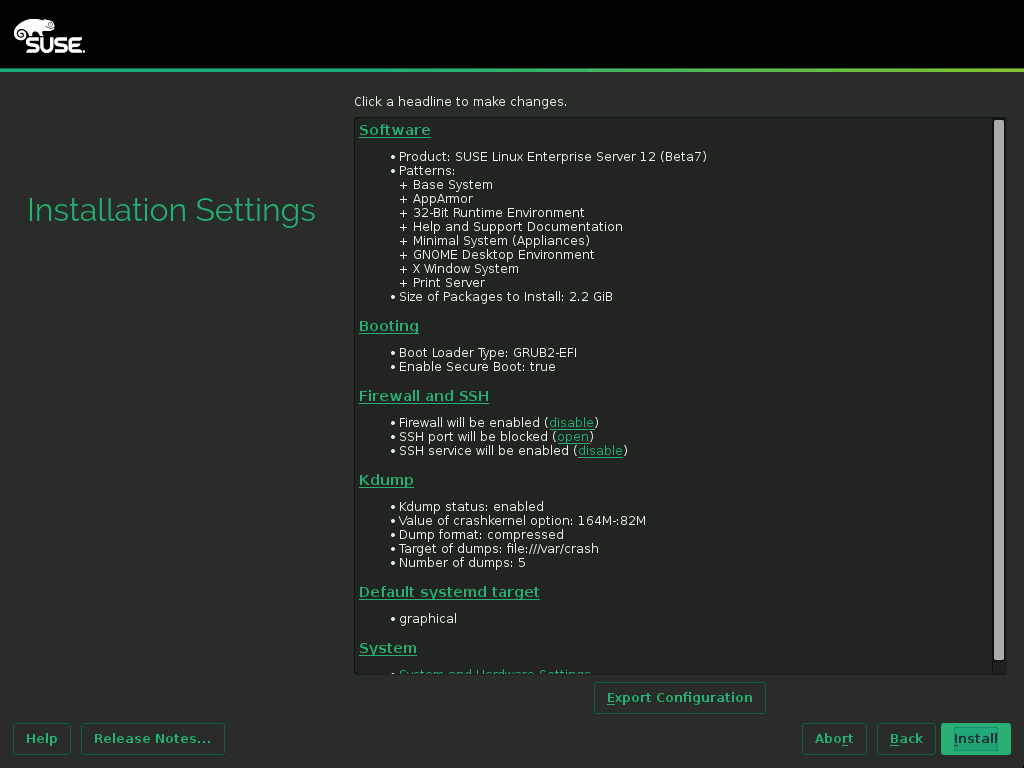 SUSE.
Click a headline to make changes.
Installation Settings
Software
• Product: SUSE Linux Enterprise Server 12 (Beta7)
• Patterns:
+ Base System
+ AppArmor
+ 32-Bit Runtime Environment
+ Help and Support Documentation
+ Minimal System (Appliances)
+ GNOME Desktop Environment
+ X Window System
+ Print Server
• Size of Packages to Install: 2.2 GiB
Booting
• Boot Loader Type: GRUB2-EFI
• Enable Secure Boot: true
Firewall and SSH
• Firewall will be enabled (disable)
• SSH port will be blocked (open)
• SSH service will be enabled (disable)
Kdump
• Kdump status: enabled
• Value of crashkernel option: 164M-:82M
• Dump format: compressed
• Target of dumps: file:///var/crash
• Number of dumps: 5
Default systemd target
• graphical
System
• System and Hardware Settings
Export Configuration
Help
Release Notes...
Abort
Back
Install